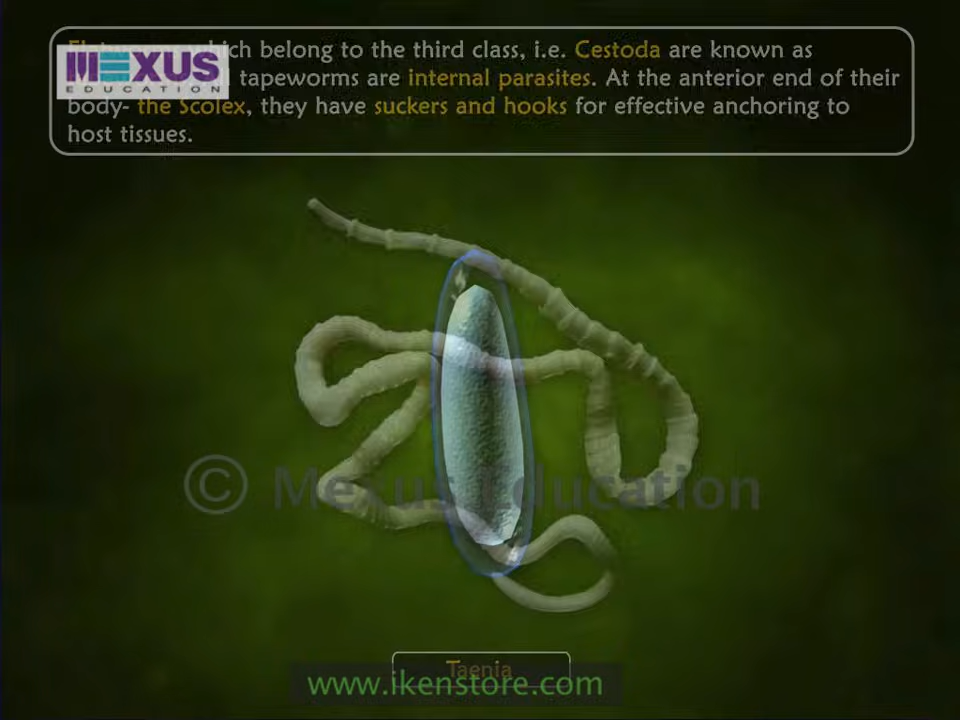 which belong to the third class, i.e. Cestoda are known as
MEXUS
EDUCATION
tapeworms are internal parasites. At the anterior end of their
body- the Scolex, they have suckers and hooks for effective anchoring to
host tissues.
© Mexus Education
Taenia
www.ikenstore.com